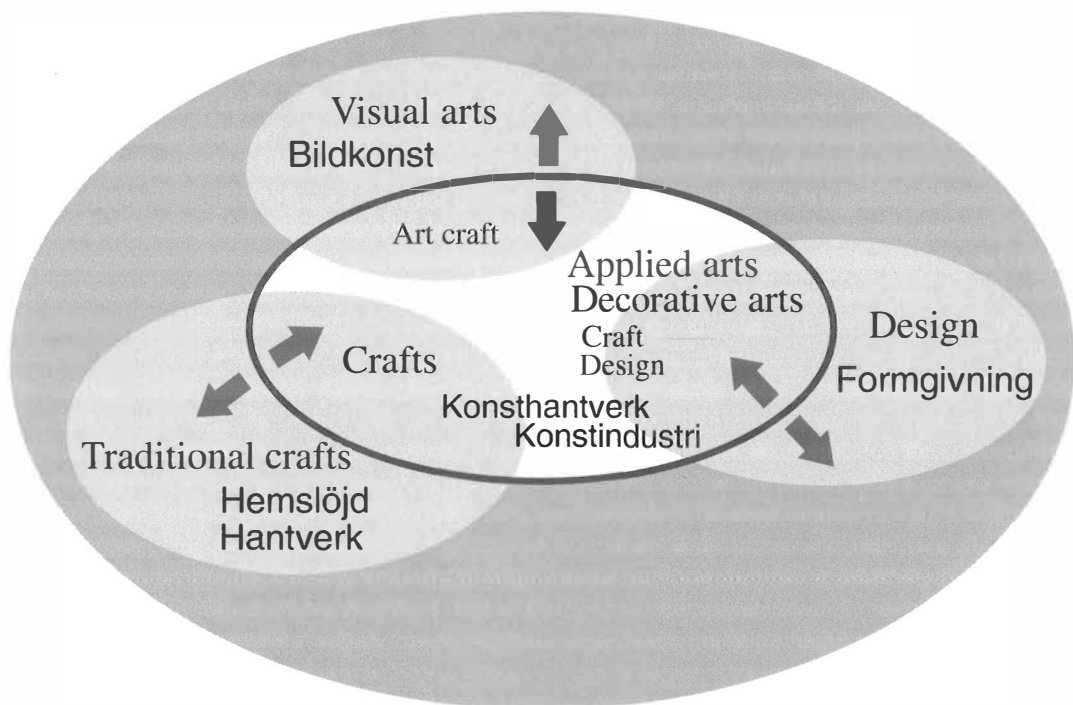 Visual arts
Bildkonst
Art craft
Applied arts
Decorative arts
Craft
Design
Design
Formgivning
Crafts
Konsthantverk
Konstindustri
Traditional crafts
Hemslöjd
Hantverk